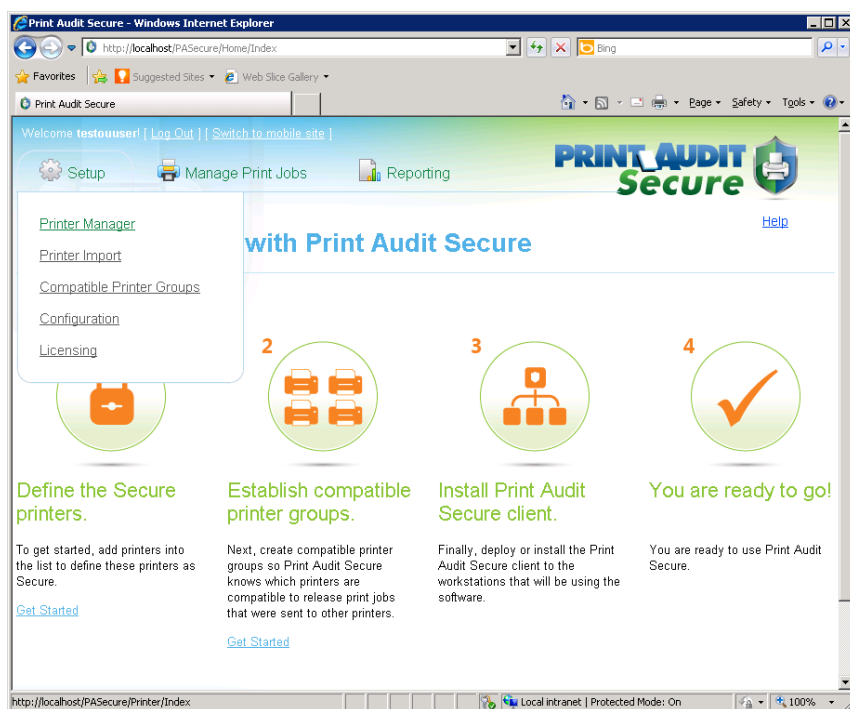 Print Audit Secure - Windows Internet Explorer
http://localhost/PASecure/Home/Index
Bing
Favorites
Suggested Sites
Web Slice Gallery
Print Audit Secure
Page
Safety
Tools
Welcome testouuser! [ Log Out ] [ Switch to mobile site ]
Setup
Manage Print Jobs
Reporting
PRINT AUDIT
Secure
Help
Printer Manager
Printer Import
Compatible Printer Groups
Configuration
Licensing
with Print Audit Secure
2
3
4
Define the Secure
printers.
To get started, add printers into
the list to define these printers as
Secure.
Get Started
Establish compatible
printer groups.
Next, create compatible printer
groups so Print Audit Secure
knows which printers are
compatible to release print jobs
that were sent to other printers.
Get Started
Install Print Audit
Secure client.
Finally, deploy or install the Print
Audit Secure client to the
workstations that will be using the
software.
You are ready to go!
You are ready to use Print Audit
Secure.
http://localhost/PASecure/Printer/Index
Local intranet | Protected Mode: On
100%